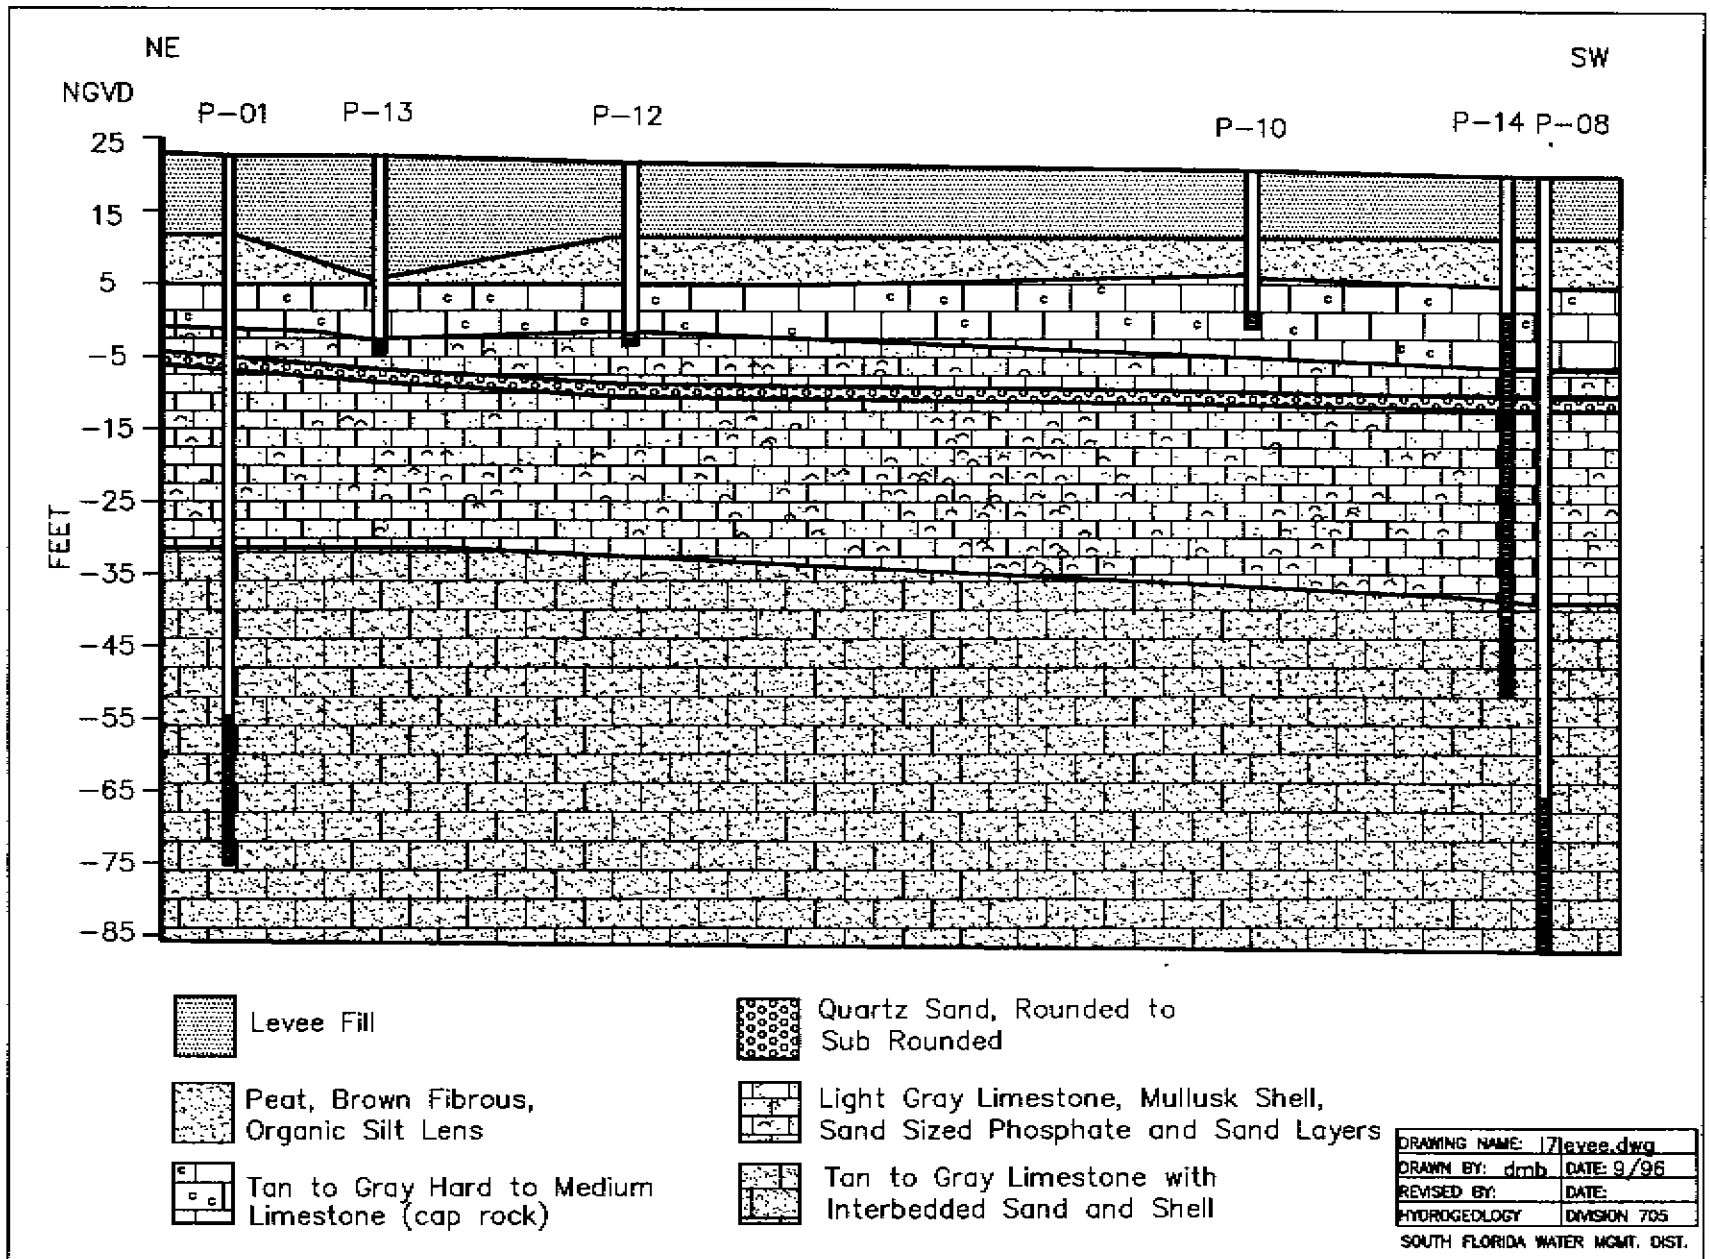 NE
SW
NGVD
P-01
P-13
P-12
P-10
P-14
P-08
25
15
5
-5
-15
-25
-35
-45
-55
-65
-75
-85
FEET
Levee Fill
Peat, Brown Fibrous,
Organic Silt Lens
Tan to Gray Hard to Medium
Limestone (cap rock)
Quartz Sand, Rounded to
Sub Rounded
Light Gray Limestone, Mullusk Shell,
Sand Sized Phosphate and Sand Layers
Tan to Gray Limestone with
Interbedded Sand and Shell
DRAWING NAME: l7levee.dwg
DRAWN BY: dmb DATE: 9/96
REVISED BY: DATE:
HYDROGEOLOGY DIVISION 705
SOUTH FLORIDA WATER MGMT. DIST.